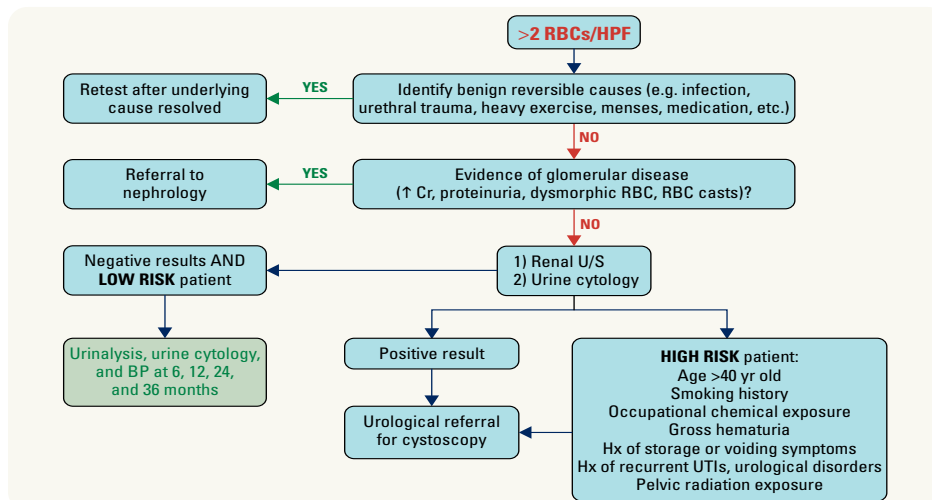 >2 RBCs/HPF
Retest after underlying
cause resolved
YES
Identify benign reversible causes (e.g. infection,
urethral trauma, heavy exercise, menses, medication, etc.)
NO
Referral to
nephrology
YES
Evidence of glomerular disease
(↑ Cr, proteinuria, dysmorphic RBC, RBC casts)?
NO
Negative results AND
LOW RISK patient
1) Renal U/S
2) Urine cytology
Urinalysis, urine cytology,
and BP at 6, 12, 24,
and 36 months
Positive result
Urological referral
for cystoscopy
HIGH RISK patient:
Age >40 yr old
Smoking history
Occupational chemical exposure
Gross hematuria
Hx of storage or voiding symptoms
Hx of recurrent UTIs, urological disorders
Pelvic radiation exposure